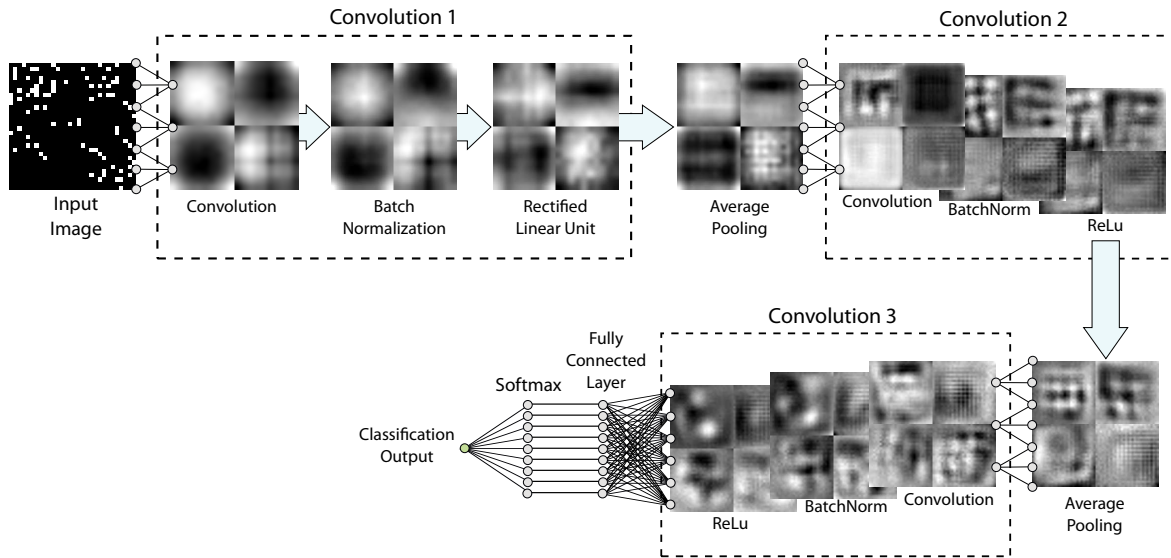 Convolution 1
Convolution 2
Input
Image
Convolution
Batch
Normalization
Rectified
Linear Unit
Average
Pooling
Convolution
BatchNorm
ReLu
Convolution 3
Fully
Connected
Layer
Softmax
Classification
Output
ReLu
BatchNorm
Convolution
Average
Pooling